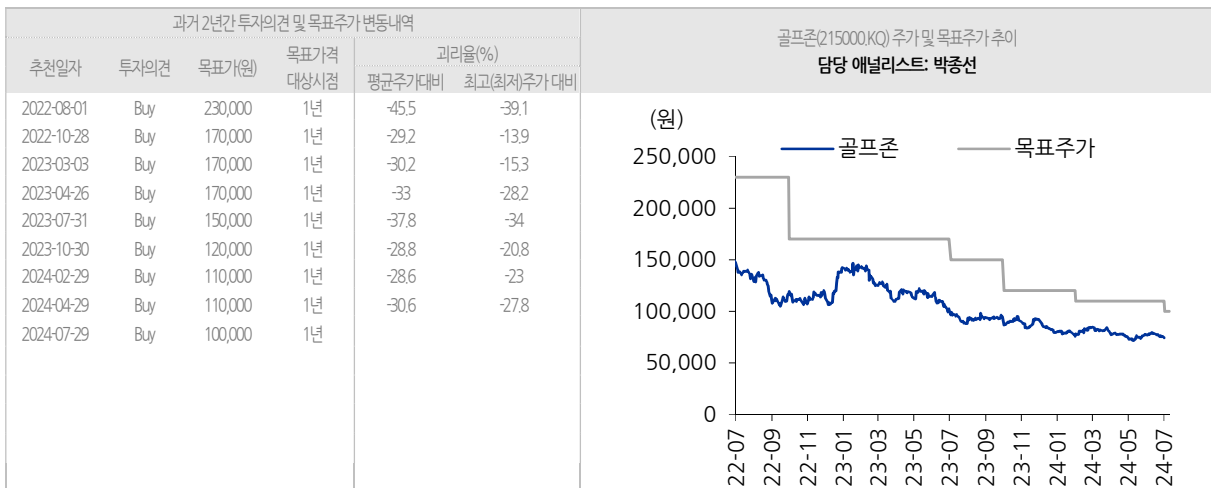 과거 2년간 투자의견 및 목표주가 변동내역
추천일자 투자의견 목표가(원) 목표가격 대상시점 괴리율(%)
평균주가대비 최고(최저)주가 대비
2022-08-01 Buy 230,000 1년 -45.5 -39.1
2022-10-28 Buy 170,000 1년 -29.2 -13.9
2023-03-03 Buy 170,000 1년 -30.2 -15.3
2023-04-26 Buy 170,000 1년 -33 -28.2
2023-07-31 Buy 150,000 1년 -37.8 -34
2023-10-30 Buy 120,000 1년 -28.8 -20.8
2024-02-29 Buy 110,000 1년 -28.6 -23
2024-04-29 Buy 110,000 1년 -30.6 -27.8
2024-07-29 Buy 100,000 1년
골프존(215000.KQ) 주가 및 목표주가 추이
담당 애널리스트: 박종선
(원)
골프존 목표주가
250,000
200,000
150,000
100,000
50,000
0
22-07 22-09 22-11 23-01 23-03 23-05 23-07 23-09 23-11 24-01 24-03 24-05 24-07